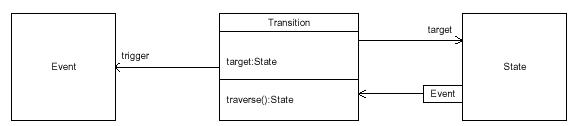 Transition
target
trigger
Event
target:State
State
Event
traverse():State